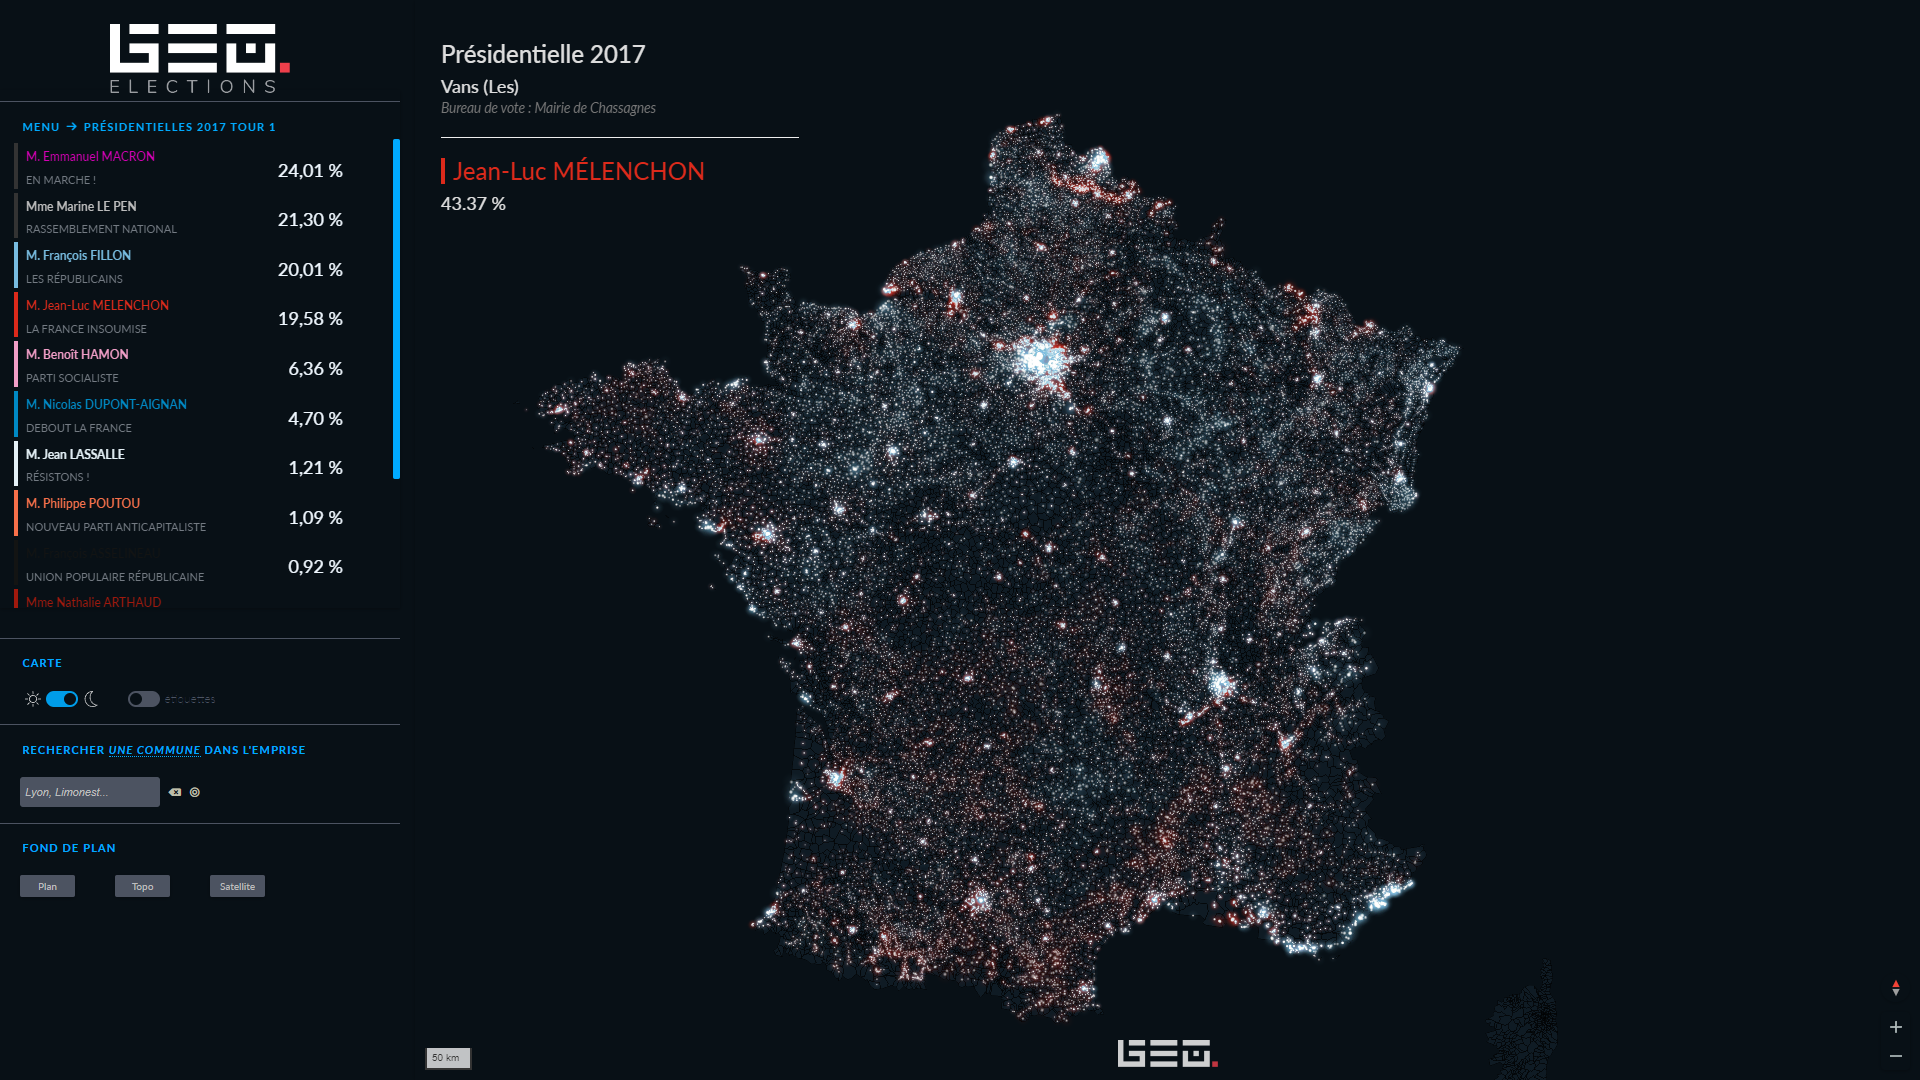 GEO.
ELECTIONS
MENU → PRÉSIDENTIELLES 2017 TOUR 1
M. Emmanuel MACRON
EN MARCHE !
24,01 %
Mme Marine LE PEN
RASSEMBLEMENT NATIONAL
21,30 %
M. François FILLON
LES RÉPUBLICAINS
20,01 %
M. Jean-Luc MELENCHON
LA FRANCE INSOUMISE
19,58 %
M. Benoît HAMON
PARTI SOCIALISTE
6,36 %
M. Nicolas DUPONT-AIGNAN
DEBOUT LA FRANCE
4,70 %
M. Jean LASSALLE
RÉSISTONS !
1,21 %
M. Philippe POUTOU
NOUVEAU PARTI ANTICAPITALISTE
1,09 %
M. François ASSELINEAU
UNION POPULAIRE RÉPUBLICAINE
0,92 %
Mme Nathalie ARTHAUD
CARTE
etiquettes
RECHERCHER UNE COMMUNE DANS L'EMPRISE
Lyon, Limonest...
FOND DE PLAN
Plan
Topo
Satellite
Présidentielle 2017
Vans (Les)
Bureau de vote : Mairie de Chassagnes
Jean-Luc MÉLENCHON
43.37 %
50 km
GEO.